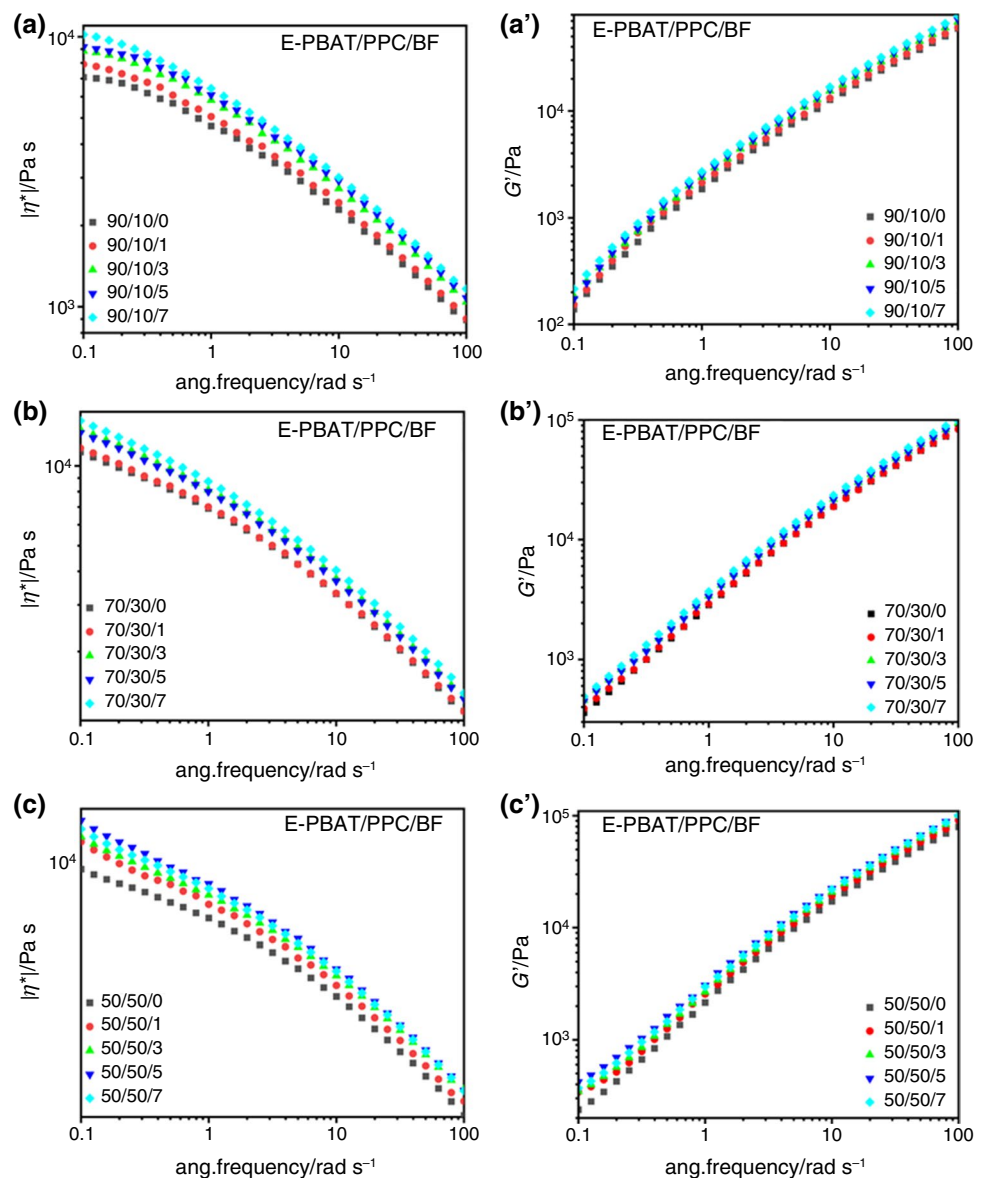 (a)
E-PBAT/PPC/BF
10⁴
10³
|η*|/Pa s
90/10/0
90/10/1
90/10/3
90/10/5
90/10/7
0.1 1 10 100
ang.frequency/rad s⁻¹
(a')
E-PBAT/PPC/BF
10⁴
10³
10²
G'/Pa
90/10/0
90/10/1
90/10/3
90/10/5
90/10/7
0.1 1 10 100
ang.frequency/rad s⁻¹
(b)
E-PBAT/PPC/BF
10⁴
|η*|/Pa s
70/30/0
70/30/1
70/30/3
70/30/5
70/30/7
0.1 1 10 100
ang.frequency/rad s⁻¹
(b')
E-PBAT/PPC/BF
10⁵
10⁴
10³
G'/Pa
70/30/0
70/30/1
70/30/3
70/30/5
70/30/7
0.1 1 10 100
ang.frequency/rad s⁻¹
(c)
E-PBAT/PPC/BF
10⁴
|η*|/Pa s
50/50/0
50/50/1
50/50/3
50/50/5
50/50/7
0.1 1 10 100
ang.frequency/rad s⁻¹
(c')
E-PBAT/PPC/BF
10⁵
10⁴
10³
G'/Pa
50/50/0
50/50/1
50/50/3
50/50/5
50/50/7
0.1 1 10 100
ang.frequency/rad s⁻¹